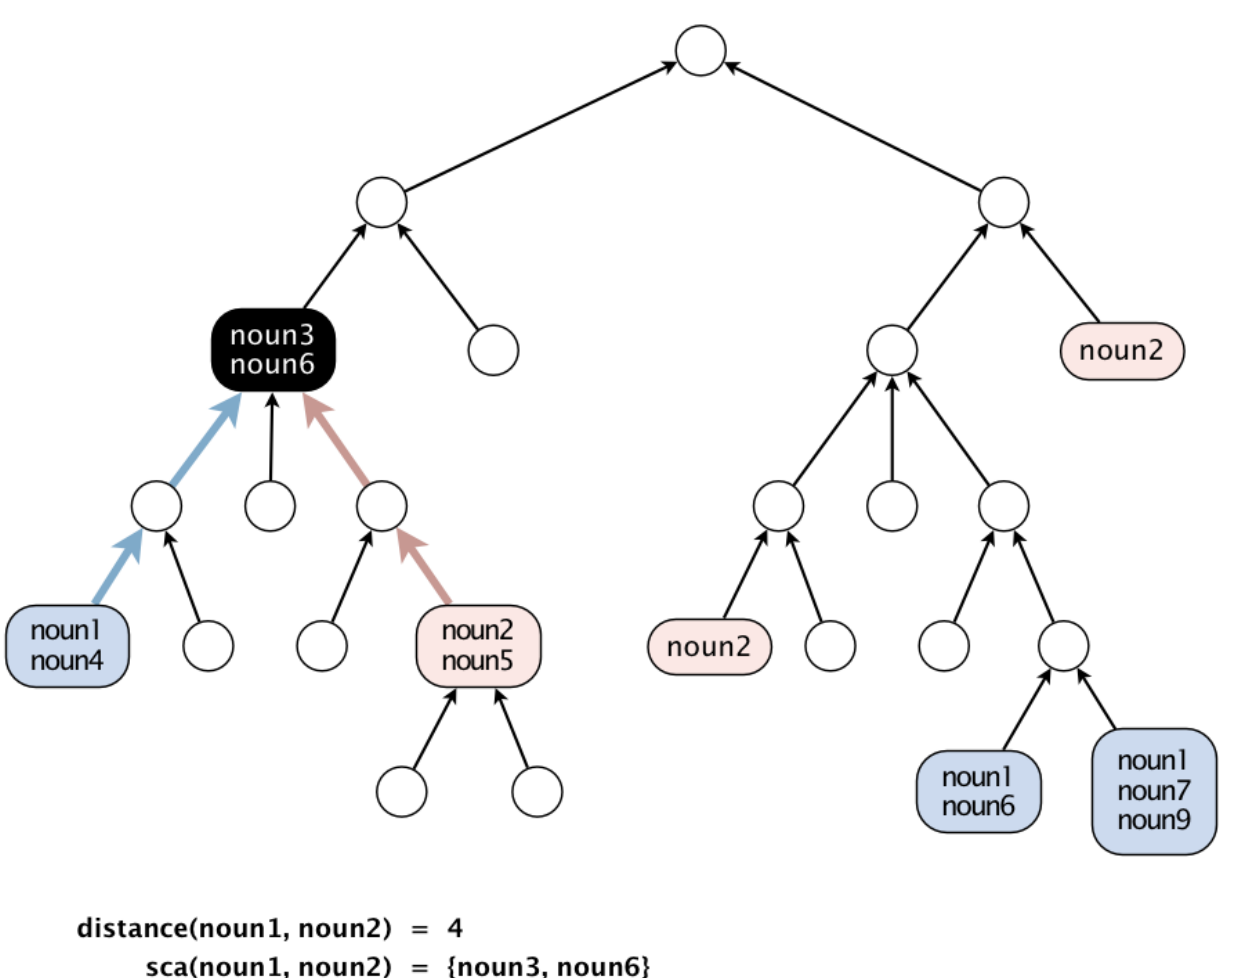 noun3
noun6
noun2
noun1
noun4
noun2
noun5
noun2
noun1
noun6
noun1
noun7
noun9
distance(noun1, noun2) = 4
sca(noun1, noun2) = {noun3, noun6}